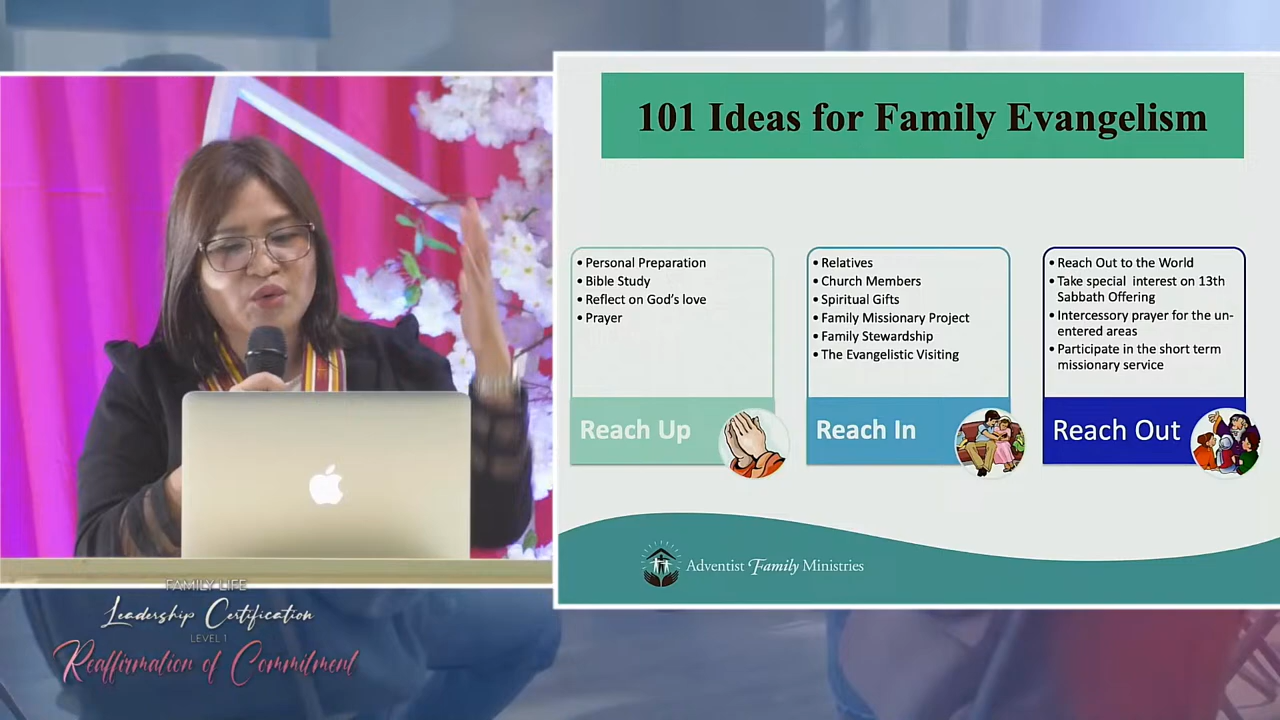 101 Ideas for Family Evangelism
• Personal Preparation
• Bible Study
• Reflect on God's love
• Prayer
Reach Up
• Relatives
• Church Members
• Spiritual Gifts
• Family Missionary Project
• Family Stewardship
• The Evangelistic Visiting
Reach In
• Reach Out to the World
• Take special interest on 13th
Sabbath Offering
• Intercessory prayer for the un-
entered areas
• Participate in the short term
missionary service
Reach Out
Adventist Family Ministries
FAMILY LIFE
Leadership Certification
LEVEL 1
Reaffirmation of Commitment